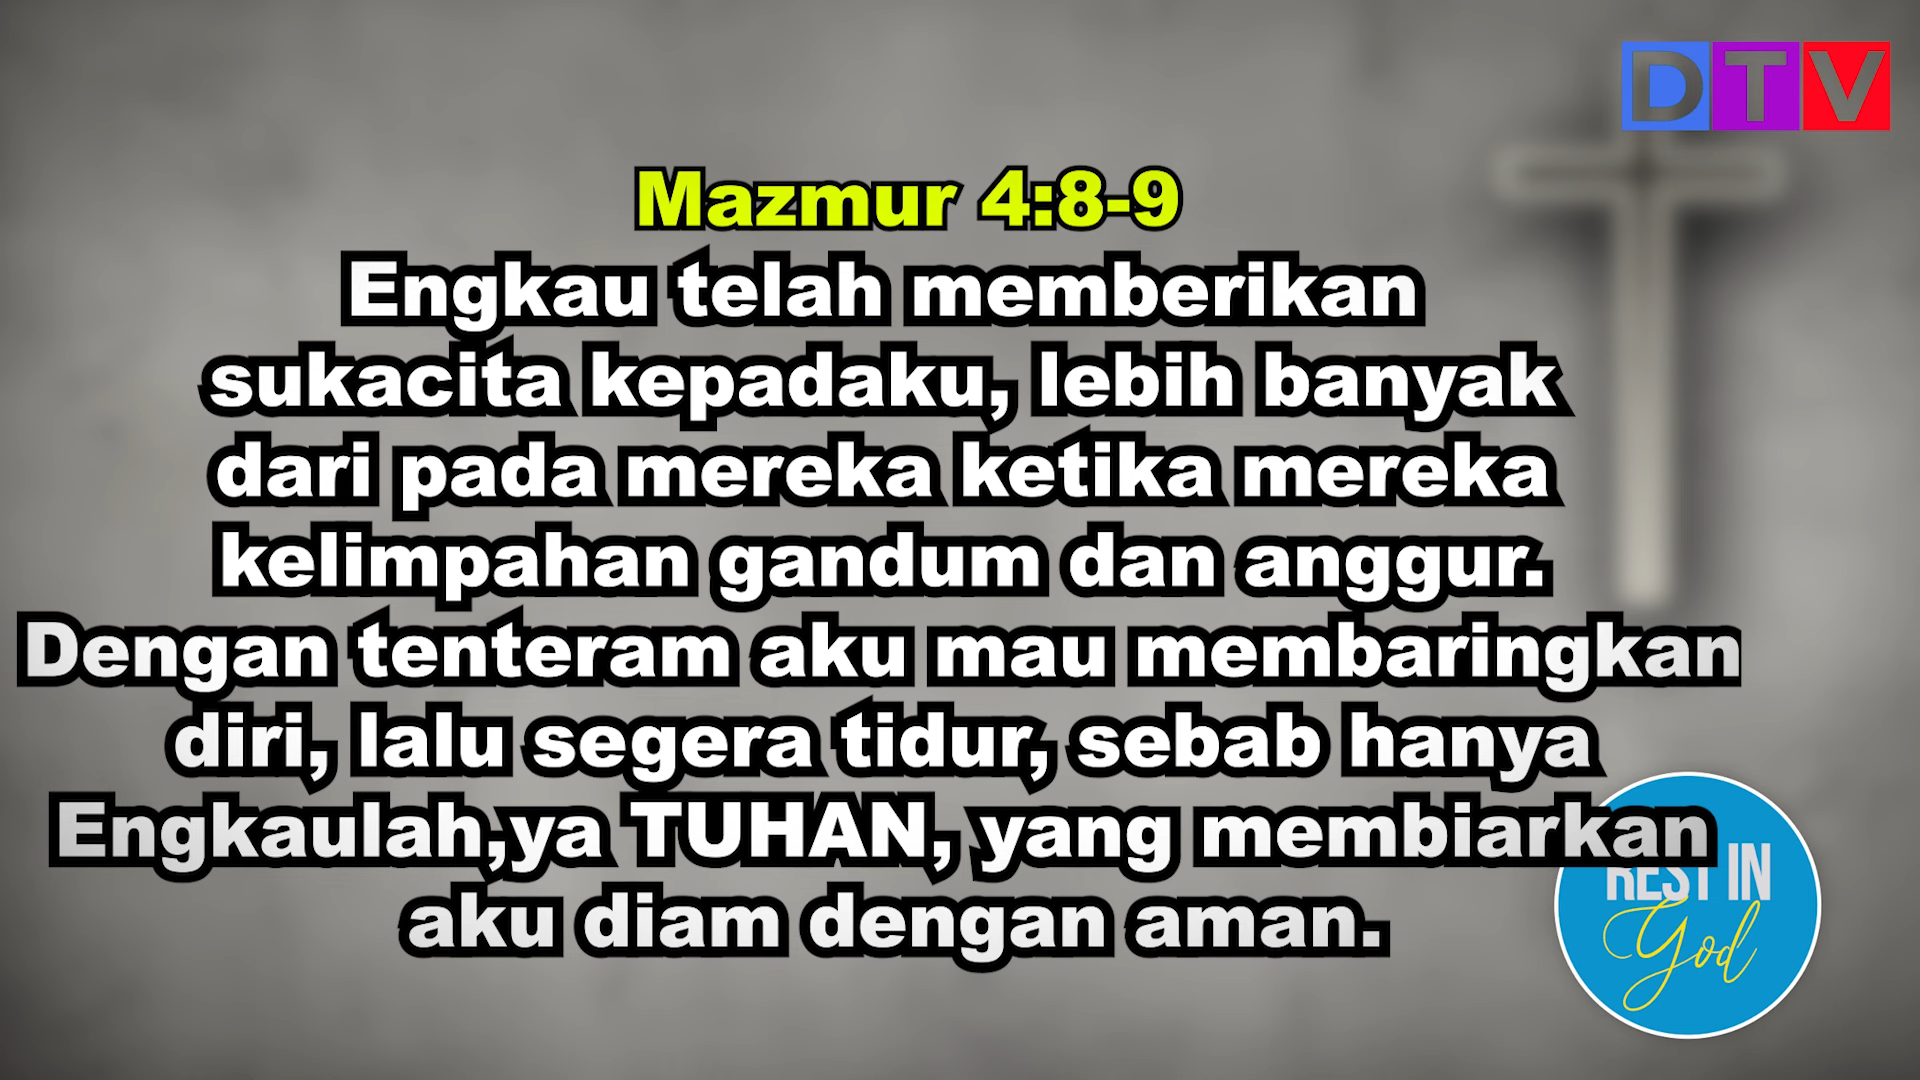 DTV
Mazmur 4:8-9
Engkau telah memberikan
sukacita kepadaku, lebih banyak
dari pada mereka ketika mereka
kelimpahan gandum dan anggur.
Dengan tenteram aku mau membaringkan
diri, lalu segera tidur, sebab hanya
Engkaulah,ya TUHAN, yang membiarkan
aku diam dengan aman.
REST IN
God